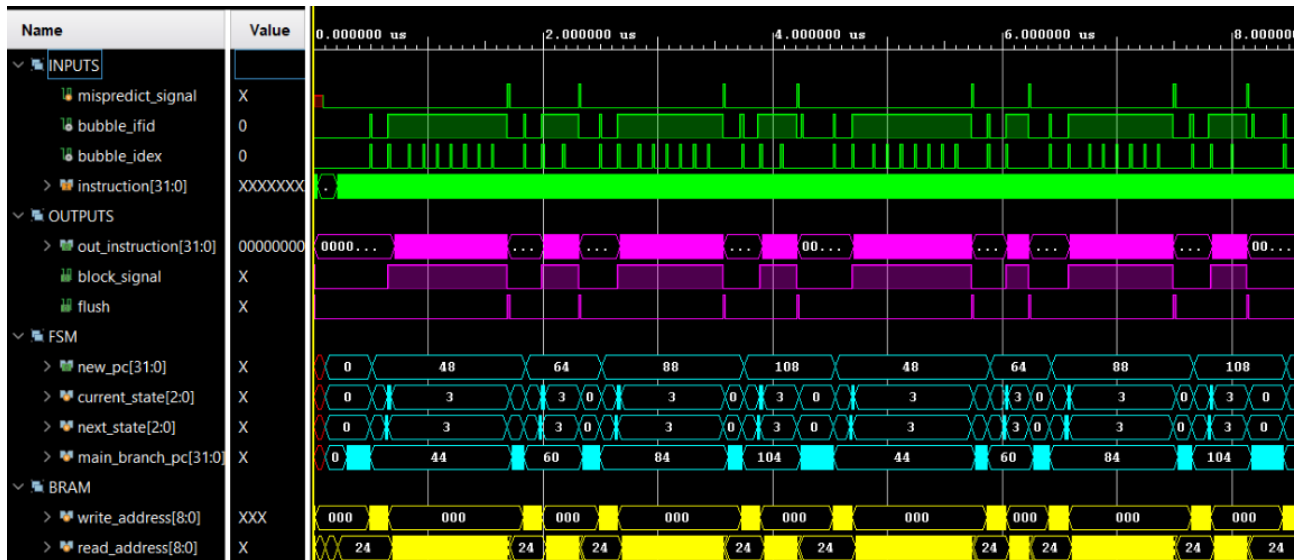 Name Value 0.000000 us 2.000000 us 4.000000 us 6.000000 us 8.00000
INPUTS
mispredict_signal X
bubble_ifid 0
bubble_idex 0
instruction[31:0] XXXXXXX .
OUTPUTS
out_instruction[31:0] 00000000 0000... ... ... ... 00... ... ... ... 00...
block_signal X
flush X
FSM
new_pc[31:0] X 0 48 64 88 108 48 64 88 108
current_state[2:0] X 0 3 3 0 3 0 3 0 3 3 0 3 0 3 0
next_state[2:0] X 0 3 3 0 3 0 3 0 3 3 0 3 0 3 0
main_branch_pc[31:0] X 0 44 60 84 104 44 60 84 104
BRAM
write_address[8:0] XXX 000 000 000 000 000 000 000 000 000
read_address[8:0] X 24 24 24 24 24 24 24 24 24